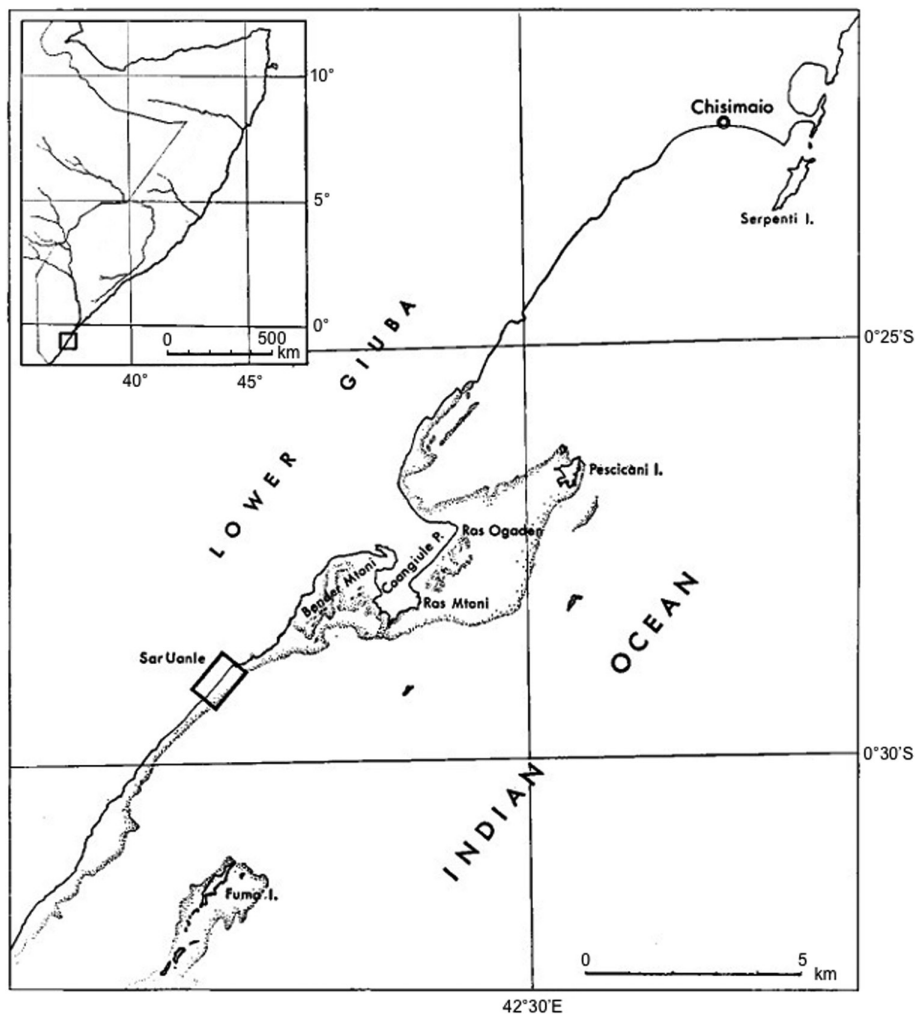 10°
5°
0°
0 500
km
40° 45°
Chisimaio
Serpenti I.
0°25'S
LOWER GIUBA
Pescicani I.
Ras Ogaden
Coangiule P.
Bender Mtoni
Ras Mtoni
Sar Uanle
INDIAN OCEAN
0°30'S
Fuma I.
0 5
km
42°30'E